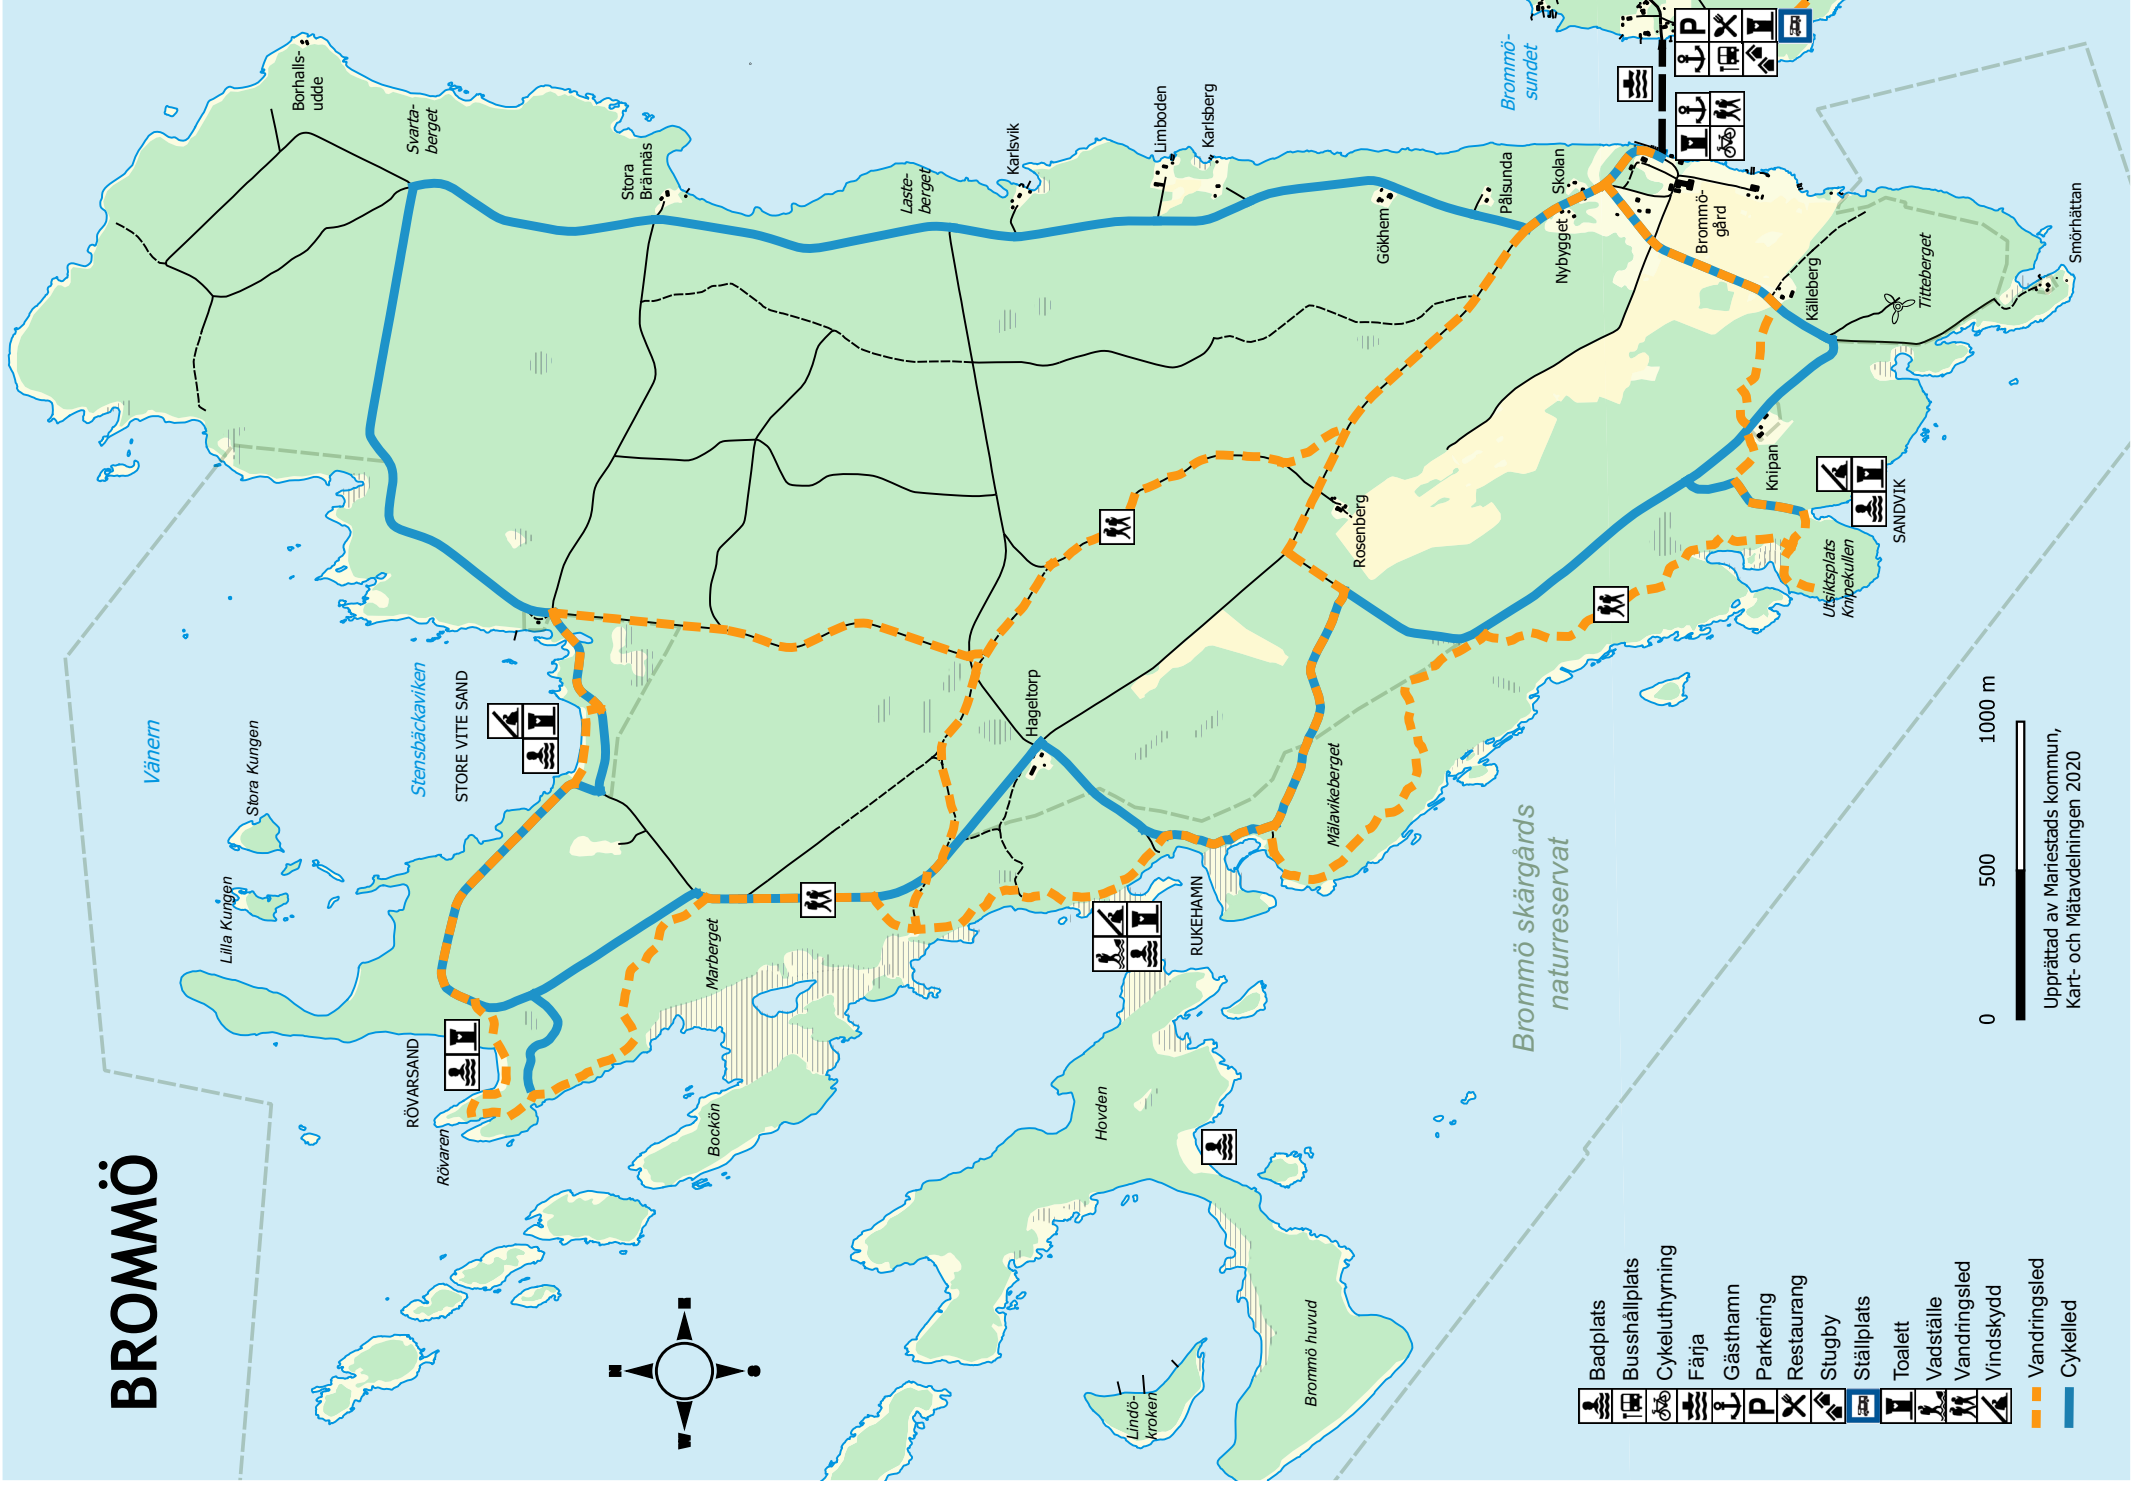 BROMMÖ
Vänern
Lilla Kungen
Stora Kungen
Borhalls-
udde
Svarta-
berget
Stensbäckaviken
STORE VITE SAND
RÖVARSAND
Rövaren
Stora
Brännäs
Marberget
Bockön
Laste-
berget
Karlsvik
Hageltorp
Limboden
Karlsberg
RUKEHAMN
Hovden
Lindö-
kroken
Brommö huvud
Mälavikeberget
Rosenberg
Gökhem
Pålsunda
Skolan
Nybygget
Brommö-
sundet
Brommö-
gård
Brommö skärgårds
naturreservat
Källeberg
Knipan
Utsiktsplats
Knipekullen
SANDVIK
Titteberget
Smörhättan
P
N
W
S
Badplats
Busshållplats
Cykeluthyrning
Färja
Gästhamn
P Parkering
Restaurang
Stugby
Ställplats
Toalett
Vadställe
Vandringsled
Vindskydd
Vandringsled
Cykelled
0 500 1000 m
Upprättad av Mariestads kommun,
Kart- och Mätavdelningen 2020